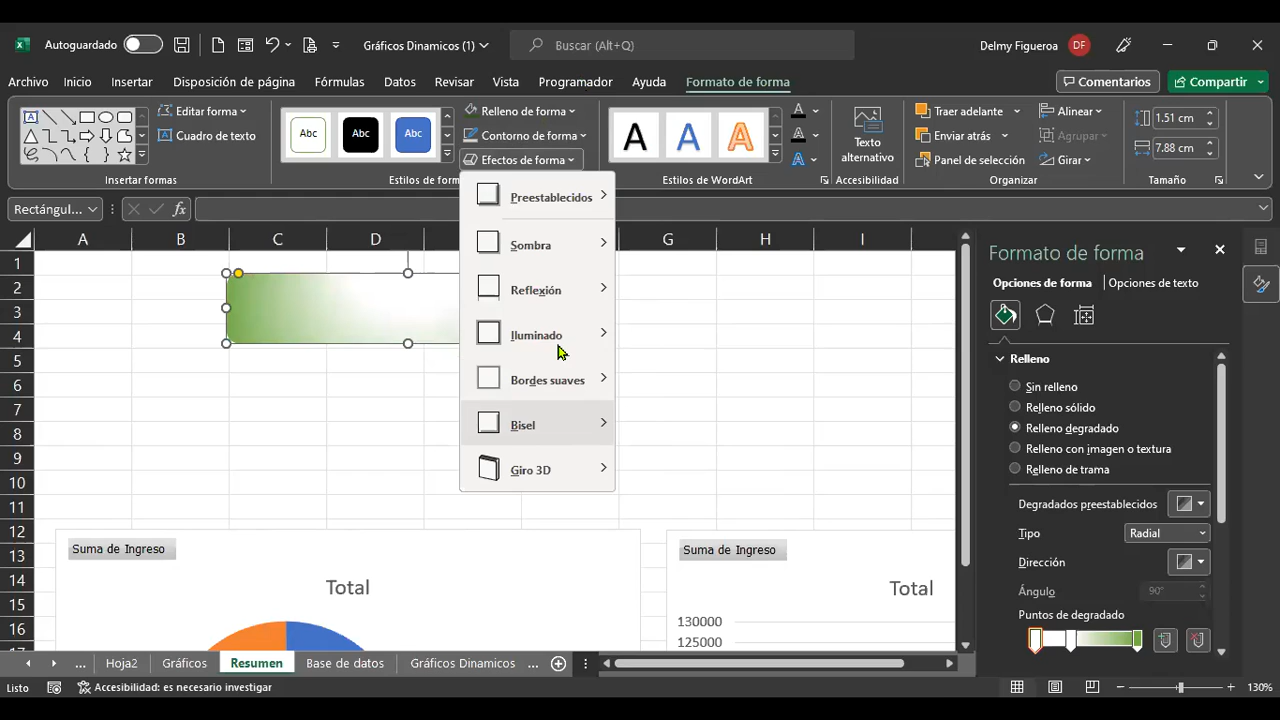 Autoguardado
Gráficos Dinamicos (1)
Buscar (Alt+Q)
Delmy Figueroa
DF
Archivo Inicio Insertar Disposición de página Fórmulas Datos Revisar Vista Programador Ayuda Formato de forma
Comentarios
Compartir
Editar forma
Cuadro de texto
Insertar formas
Abc Abc Abc
Relleno de forma
Contorno de forma
Efectos de forma
Estilos de form
A A A
A
A
A
Estilos de WordArt
Texto
alternativo
Accesibilidad
Traer adelante
Enviar atrás
Panel de selección
Alinear
Agrupar
Girar
Organizar
1.51 cm
7.88 cm
Tamaño
Rectángul...
fx
Preestablecidos
Sombra
Reflexión
Iluminado
Bordes suaves
Bisel
Giro 3D
A B C D G H I
1
2
3
4
5
6
7
8
9
10
11
12
13
14
15
16
Suma de Ingreso
Total
Suma de Ingreso
Total
130000
125000
Formato de forma
Opciones de forma Opciones de texto
Relleno
Sin relleno
Relleno sólido
Relleno degradado
Relleno con imagen o textura
Relleno de trama
Degradados preestablecidos
Tipo Radial
Dirección
Ángulo 90°
Puntos de degradado
... Hoja2 Gráficos Resumen Base de datos Gráficos Dinamicos ...
Listo
Accesibilidad: es necesario investigar
130%